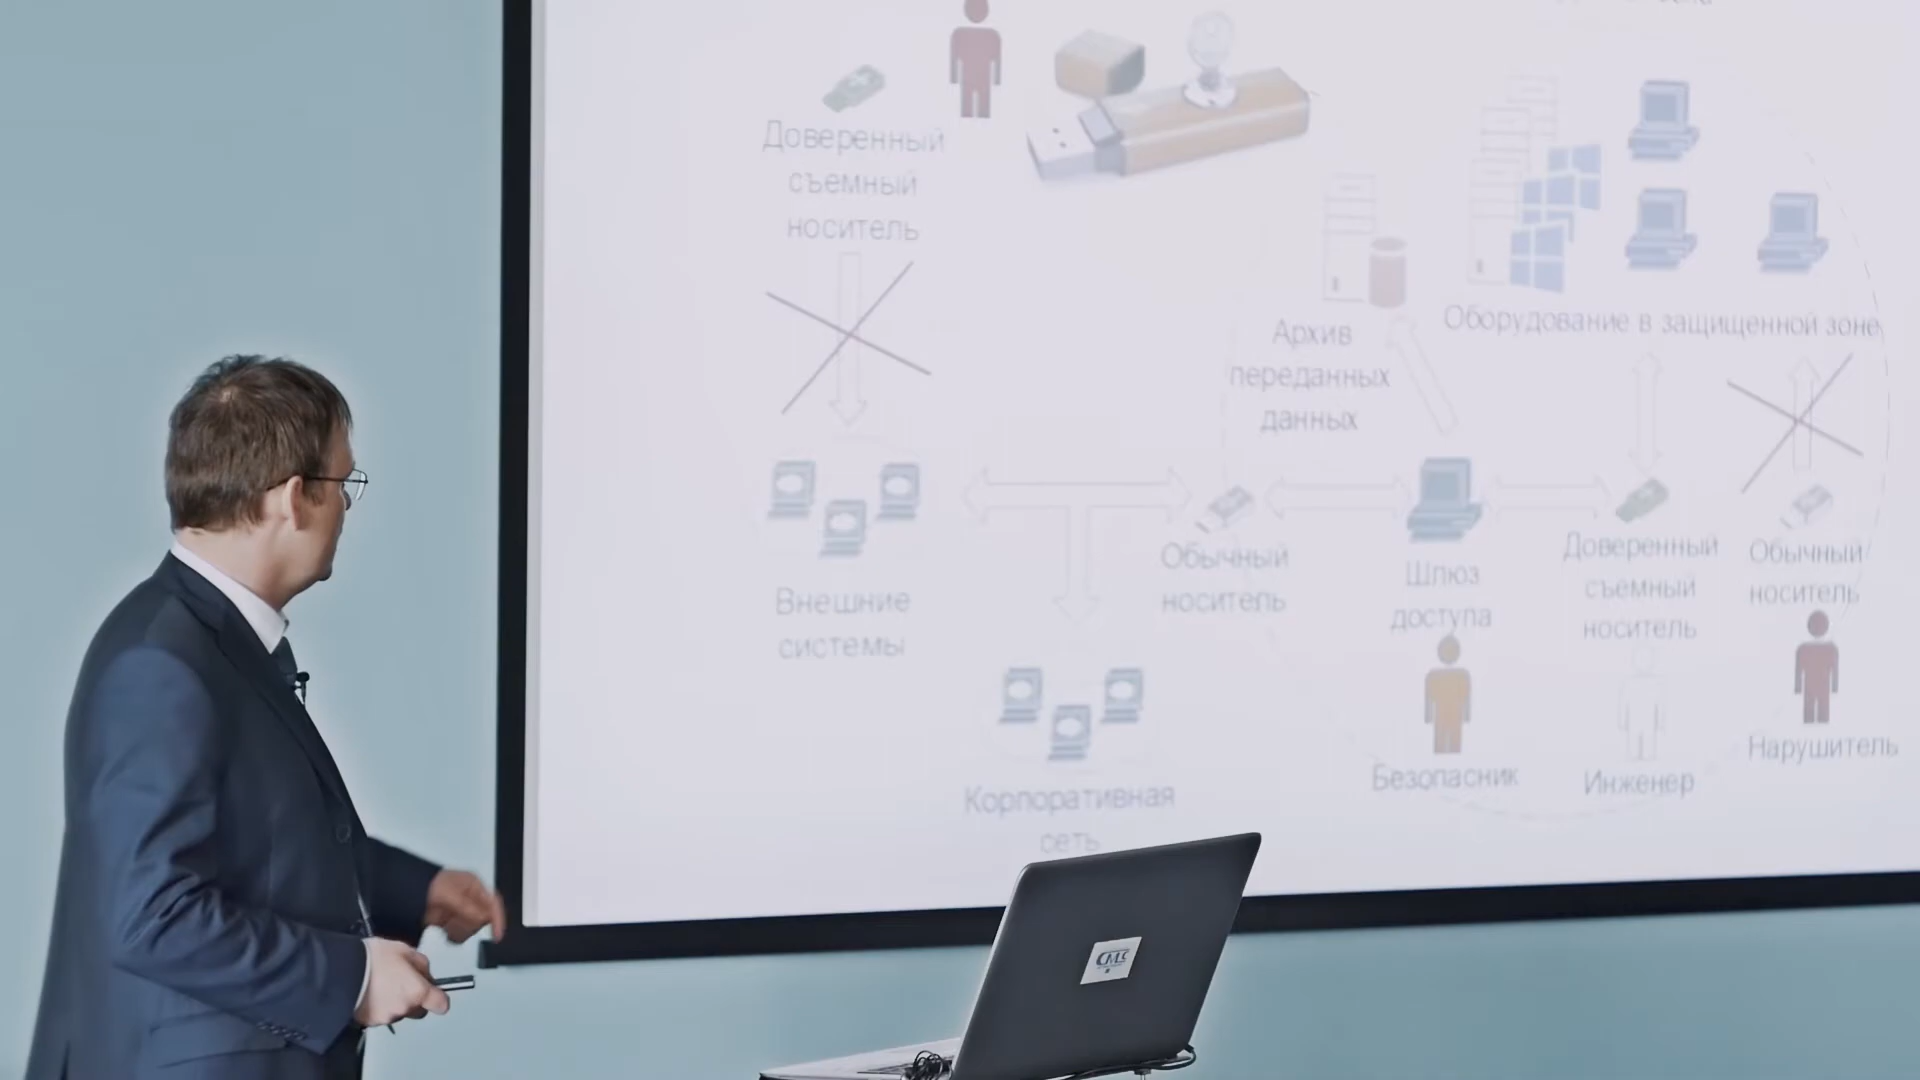 Доверенный
съемный
носитель
Архив
переданных
данных
Оборудование в защищенной зоне
Внешние
системы
Обычный
носитель
Шлюз
доступа
Доверенный
съемный
носитель
Обычный
носитель
Безопасник
Инженер
Нарушитель
Корпоративная
сеть